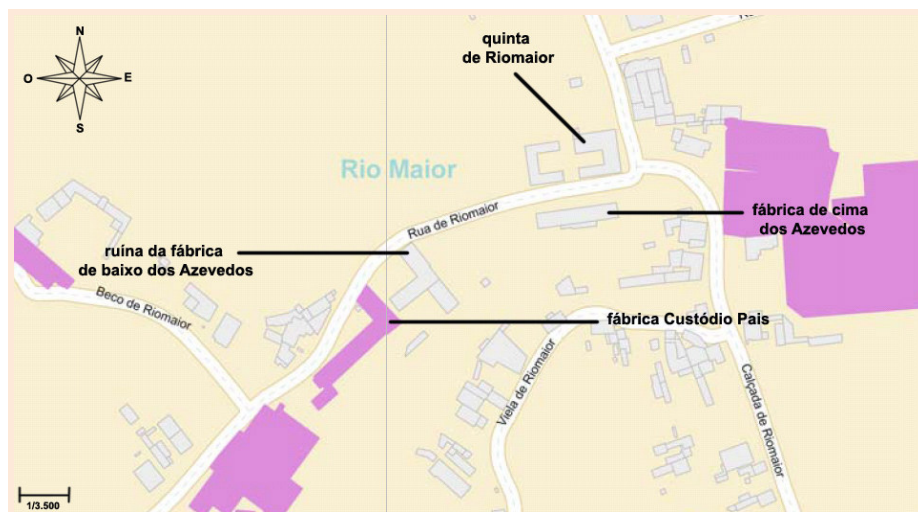 N
O
E
S
quinta
de Riomaior
Rio Maior
Rua de Riomaior
fábrica de cima
dos Azevedos
ruína da fábrica
de baixo dos Azevedos
Beco de Riomaior
fábrica Custódio Pais
Viela de Riomaior
Calçada de Riomaior
1/3.500